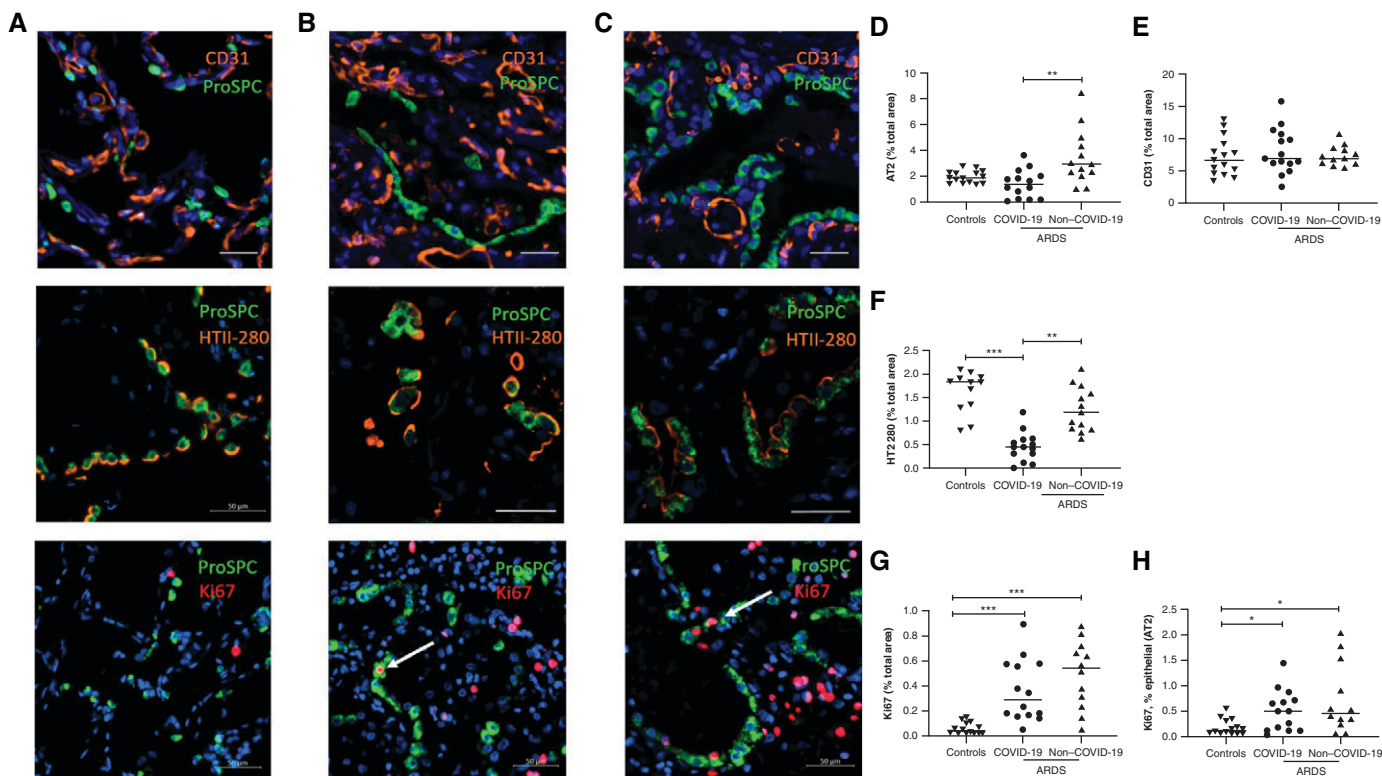 A
B
C
D
E
CD31
ProSPC
CD31
ProSPC
CD31
ProSPC
ProSPC
HTII-280
50 µm
ProSPC
HTII-280
ProSPC
HTII-280
ProSPC
Ki67
50 µm
ProSPC
Ki67
50 µm
ProSPC
Ki67
50 µm
AT2 (% total area)
10
8
6
4
2
0
**
Controls
COVID-19
Non–COVID-19
ARDS
CD31 (% total area)
20
15
10
5
0
Controls
COVID-19
Non–COVID-19
ARDS
F
HT2 280 (% total area)
2.5
2.0
1.5
1.0
0.5
0.0
***
**
Controls
COVID-19
Non–COVID-19
ARDS
G
Ki67 (% total area)
1.0
0.8
0.6
0.4
0.2
0.0
***
***
Controls
COVID-19
Non–COVID-19
ARDS
H
Ki67, % epithelial (AT2)
2.5
2.0
1.5
1.0
0.5
0.0
*
*
Controls
COVID-19
Non–COVID-19
ARDS